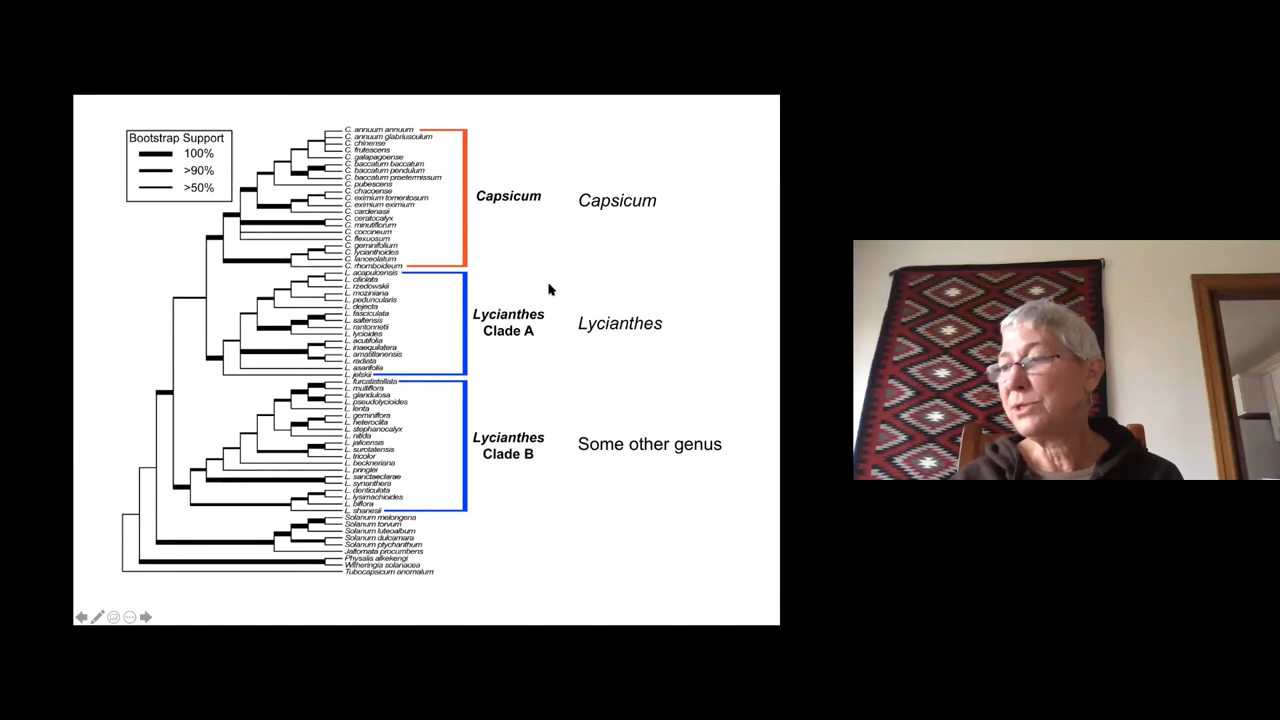 Bootstrap Support
100%
>90%
>50%
C. annuum annuum
C. annuum glabriusculum
C. chinense
C. frutescens
C. galapagoense
C. baccatum baccatum
C. baccatum pendulum
C. baccatum praetermissum
C. pubescens
C. chacoense
C. eximium tomentosum
C. eximium eximium
C. cardenasii
C. ceratocalyx
C. minutiflorum
C. coccineum
C. flexuosum
C. geminifolium
C. lycianthoides
C. lanceolatum
C. rhomboideum
L. acapulcensis
L. ciliolata
L. rzedowskii
L. moziniana
L. peduncularis
L. dejecta
L. fasciculata
L. saltensis
L. rantonnetii
L. lycioides
L. acutifolia
L. inaequilatera
L. amatitlanensis
L. radiata
L. asarifolia
L. jelskii
L. furcatistellata
L. multiflora
L. glandulosa
L. pseudolycioides
L. lenta
L. geminiflora
L. heteroclita
L. stephanocalyx
L. nitida
L. jalicensis
L. surotatensis
L. tricolor
L. beckneriana
L. pringlei
L. sanctaeclarae
L. synanthera
L. denticulata
L. lysimachioides
L. biflora
L. shanesii
Solanum melongena
Solanum torvum
Solanum luteoalbum
Solanum dulcamara
Solanum ptychanthum
Jaltomata procumbens
Physalis alkekengi
Witheringia solanacea
Tubocapsicum anomalum
Capsicum
Capsicum
Lycianthes
Clade A
Lycianthes
Lycianthes
Clade B
Some other genus